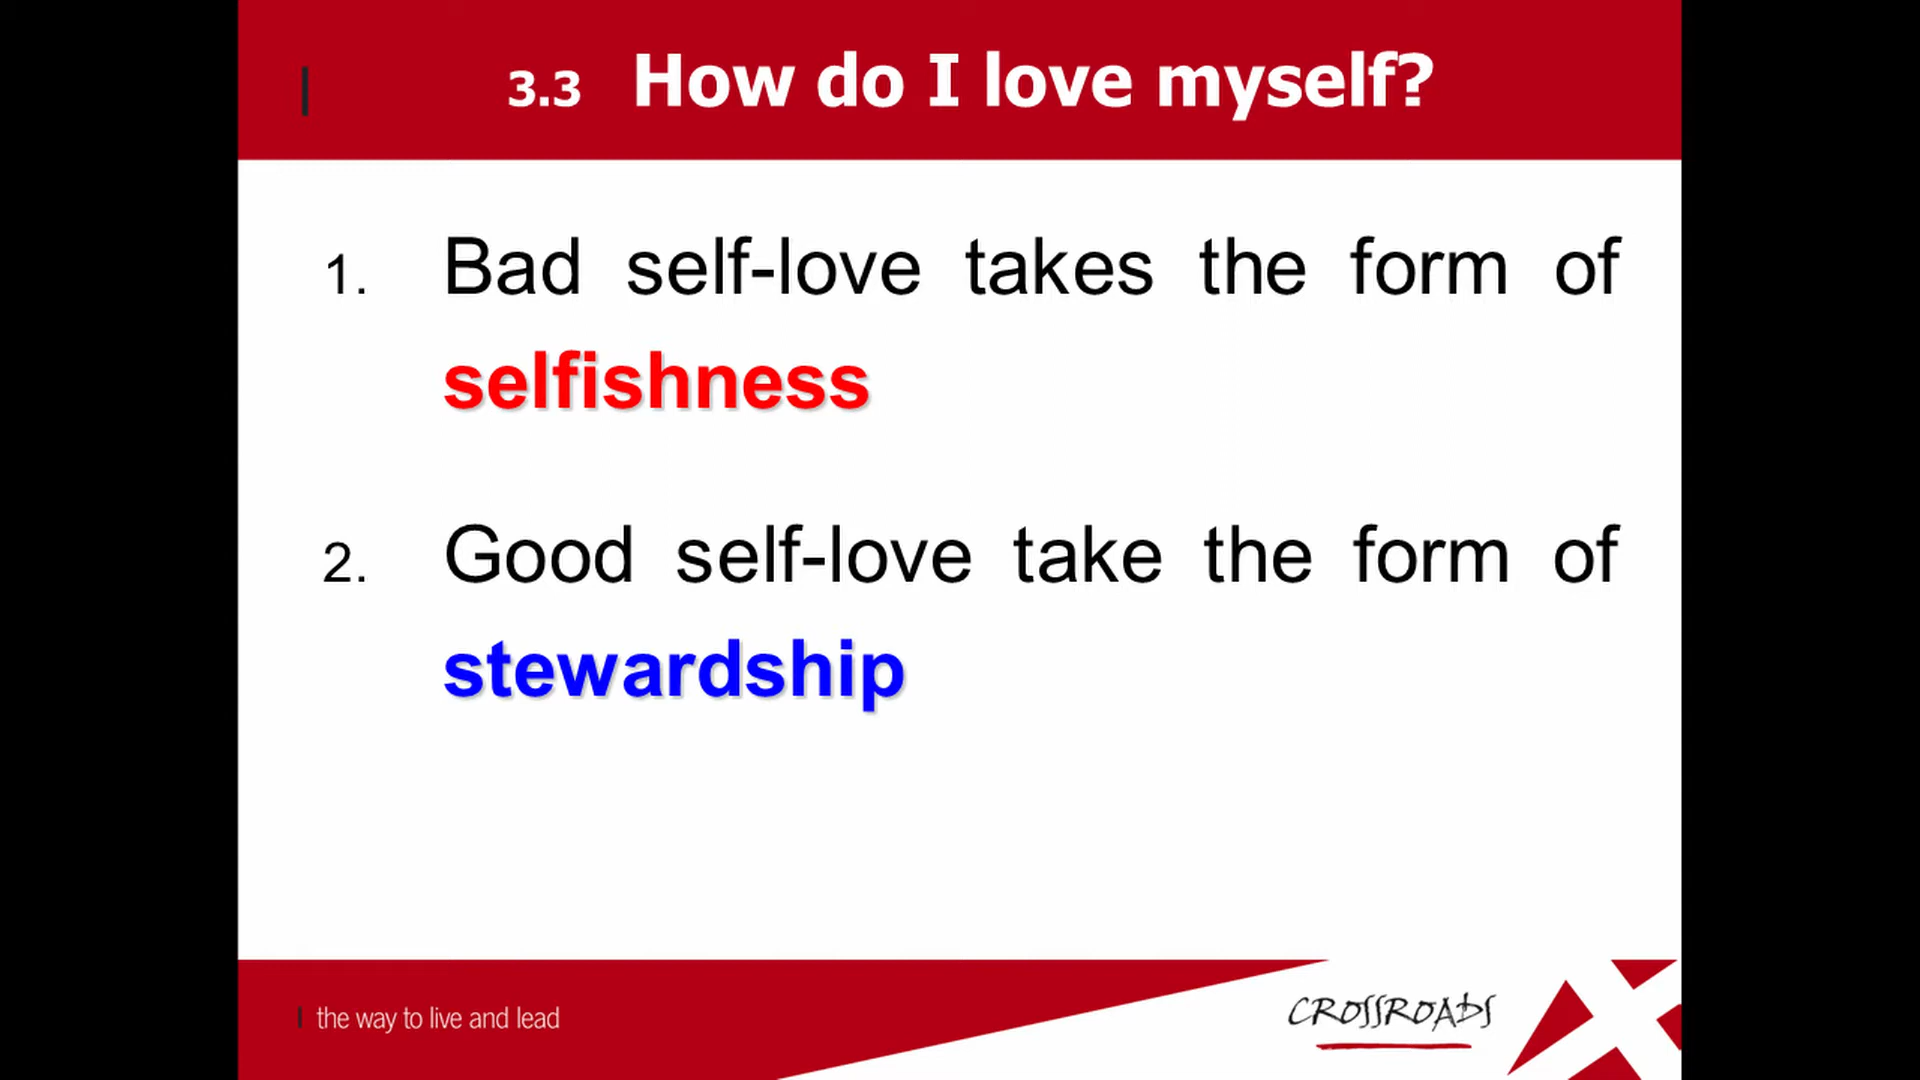 3.3 How do I love myself?
1. Bad self-love takes the form of
selfishness
2. Good self-love take the form of
stewardship
the way to live and lead
CROSSROADS